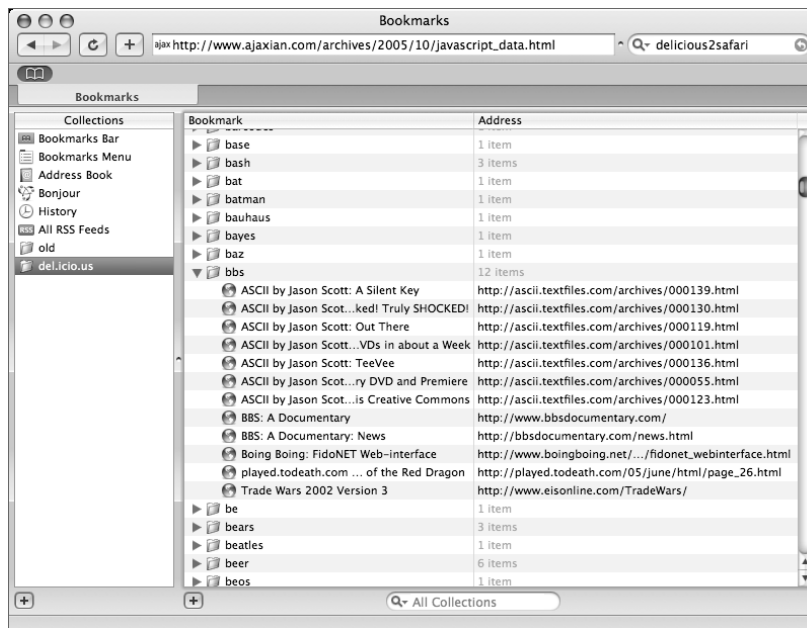 Bookmarks
ajax http://www.ajaxian.com/archives/2005/10/javascript_data.html
delicious2safari
Bookmarks
Collections
Bookmark Address
Bookmarks Bar
Bookmarks Menu
Address Book
Bonjour
History
RSS All RSS Feeds
old
del.icio.us
base 1 item
bash 3 items
bat 1 item
batman 1 item
bauhaus 1 item
bayes 1 item
baz 1 item
bbs 12 items
ASCII by Jason Scott: A Silent Key http://ascii.textfiles.com/archives/000139.html
ASCII by Jason Scot...ked! Truly SHOCKED! http://ascii.textfiles.com/archives/000130.html
ASCII by Jason Scott: Out There http://ascii.textfiles.com/archives/000119.html
ASCII by Jason Scott...VDs in about a Week http://ascii.textfiles.com/archives/000101.html
ASCII by Jason Scott: TeeVee http://ascii.textfiles.com/archives/000136.html
ASCII by Jason Scot...ry DVD and Premiere http://ascii.textfiles.com/archives/000055.html
ASCII by Jason Scot...is Creative Commons http://ascii.textfiles.com/archives/000123.html
BBS: A Documentary http://www.bbsdocumentary.com/
BBS: A Documentary: News http://bbsdocumentary.com/news.html
Boing Boing: FidoNET Web-interface http://www.boingboing.net/.../fidonet_webinterface.html
played.todeath.com ... of the Red Dragon http://played.todeath.com/05/june/html/page_26.html
Trade Wars 2002 Version 3 http://www.eisonline.com/TradeWars/
be 1 item
bears 3 items
beatles 1 item
beer 6 items
beos 1 item
All Collections